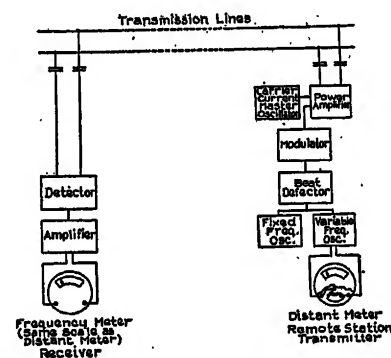 Transmission Lines
Carrier
Current
Master
Oscillator
Power
Amplifier
Modulator
Beat
Detector
Fixed
Freq.
Osc.
Variable
Freq.
Osc.
Detector
Amplifier
Frequency Meter
(Same Scale as
Distant Meter)
Receiver
Distant Meter
Remote Station
Transmitter